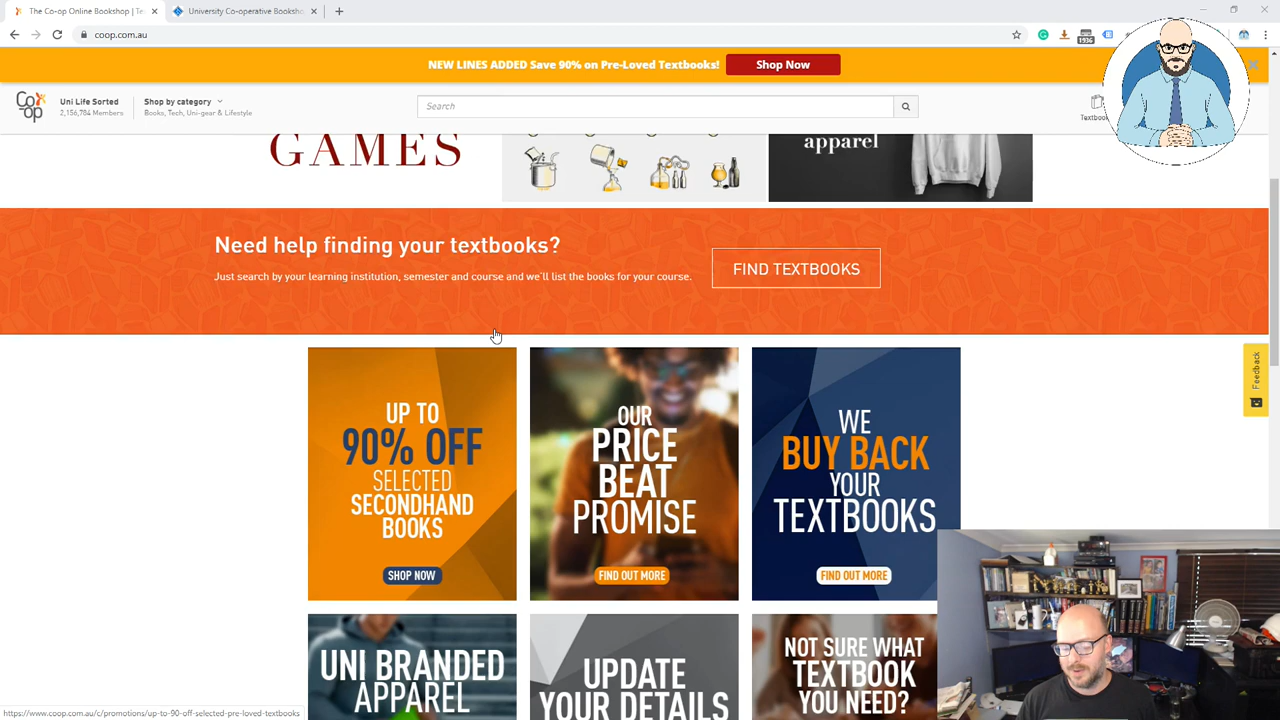 The Co-op Online Bookshop | Te
University Co-operative Booksho
coop.com.au
1936
NEW LINES ADDED Save 90% on Pre-Loved Textbooks!
Shop Now
Co
op
Uni Life Sorted
2,156,784 Members
Shop by category
Books, Tech, Uni-gear & Lifestyle
Search
Textboo
GAMES
apparel
Need help finding your textbooks?
Just search by your learning institution, semester and course and we'll list the books for your course.
FIND TEXTBOOKS
UP TO
90% OFF
SELECTED
SECONDHAND
BOOKS
SHOP NOW
OUR
PRICE
BEAT
PROMISE
FIND OUT MORE
WE
BUY BACK
YOUR
TEXTBOOKS
FIND OUT MORE
Feedback
UNI BRANDED
APPAREL
UPDATE
YOUR DETAILS
NOT SURE WHAT
TEXTBOOK
YOU NEED?
https://www.coop.com.au/c/promotions/up-to-90-off-selected-pre-loved-textbooks